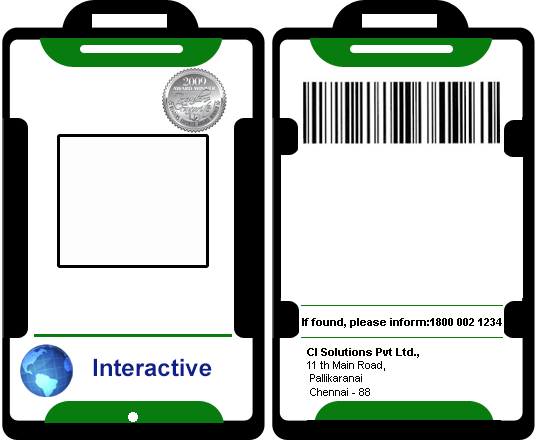 2009
AWARD WINNER
Interactive
If found, please inform:1800 002 1234
CI Solutions Pvt Ltd.,
11 th Main Road,
Pallikaranai
Chennai - 88